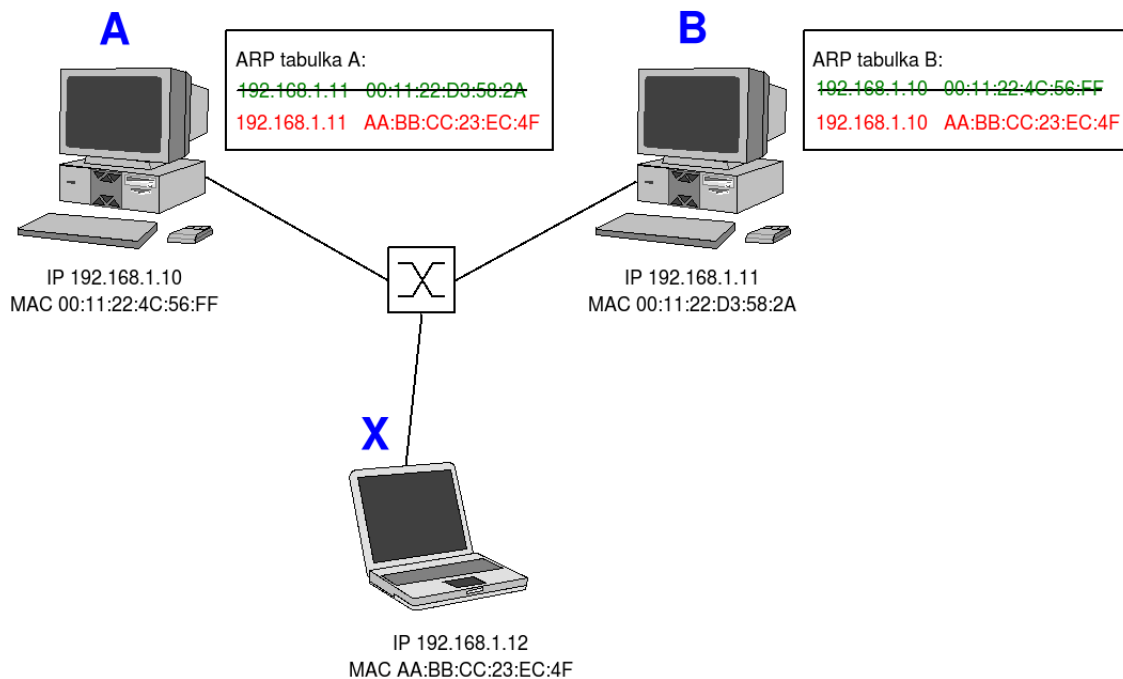 A
ARP tabulka A:
192.168.1.11 00:11:22:D3:58:2A
192.168.1.11 AA:BB:CC:23:EC:4F
IP 192.168.1.10
MAC 00:11:22:4C:56:FF
B
ARP tabulka B:
192.168.1.10 00:11:22:4C:56:FF
192.168.1.10 AA:BB:CC:23:EC:4F
IP 192.168.1.11
MAC 00:11:22:D3:58:2A
X
IP 192.168.1.12
MAC AA:BB:CC:23:EC:4F